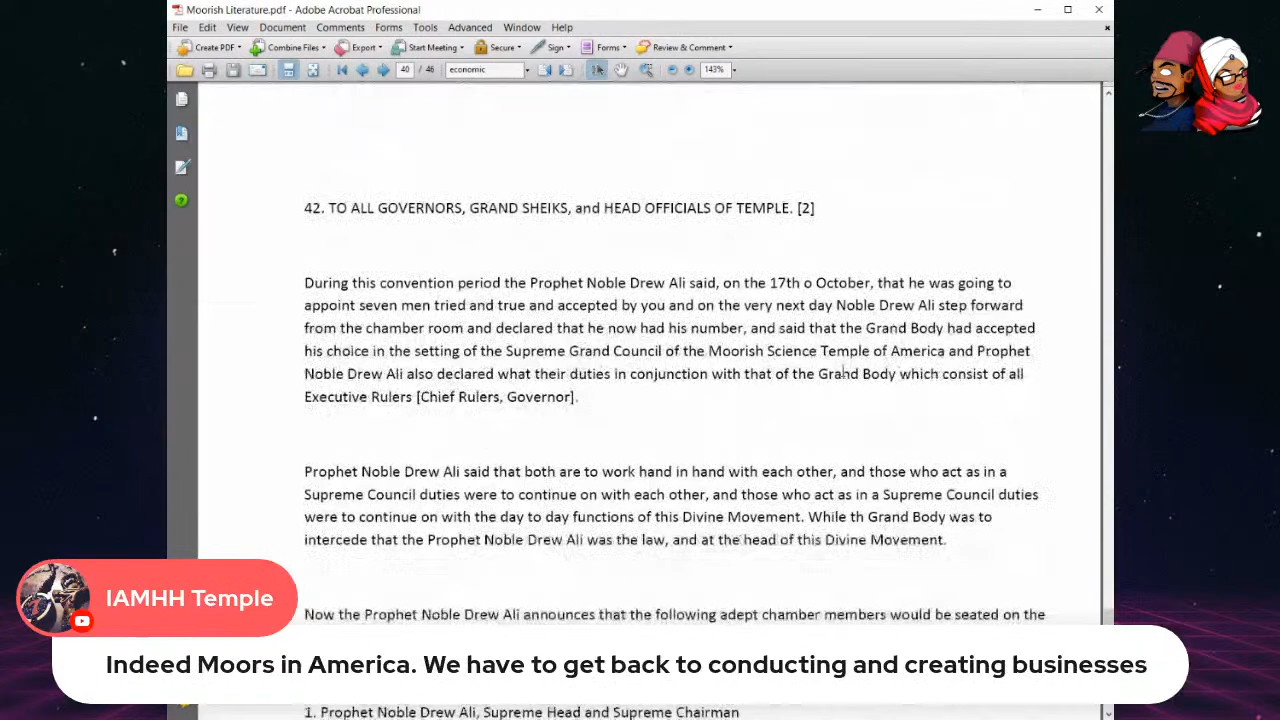 Moorish Literature.pdf - Adobe Acrobat Professional
File Edit View Document Comments Forms Tools Advanced Window Help
Create PDF Combine Files Export Start Meeting Secure Sign Forms Review & Comment
40 / 46 economic 143%
42. TO ALL GOVERNORS, GRAND SHEIKS, and HEAD OFFICIALS OF TEMPLE. [2]
During this convention period the Prophet Noble Drew Ali said, on the 17th o October, that he was going to
appoint seven men tried and true and accepted by you and on the very next day Noble Drew Ali step forward
from the chamber room and declared that he now had his number, and said that the Grand Body had accepted
his choice in the setting of the Supreme Grand Council of the Moorish Science Temple of America and Prophet
Noble Drew Ali also declared what their duties in conjunction with that of the Grand Body which consist of all
Executive Rulers [Chief Rulers, Governor].
Prophet Noble Drew Ali said that both are to work hand in hand with each other, and those who act as in a
Supreme Council duties were to continue on with each other, and those who act as in a Supreme Council duties
were to continue on with the day to day functions of this Divine Movement. While th Grand Body was to
intercede that the Prophet Noble Drew Ali was the law, and at the head of this Divine Movement.
Now the Prophet Noble Drew Ali announces that the following adept chamber members would be seated on the
IAMHH Temple
Indeed Moors in America. We have to get back to conducting and creating businesses
1. Prophet Noble Drew Ali, Supreme Head and Supreme Chairman